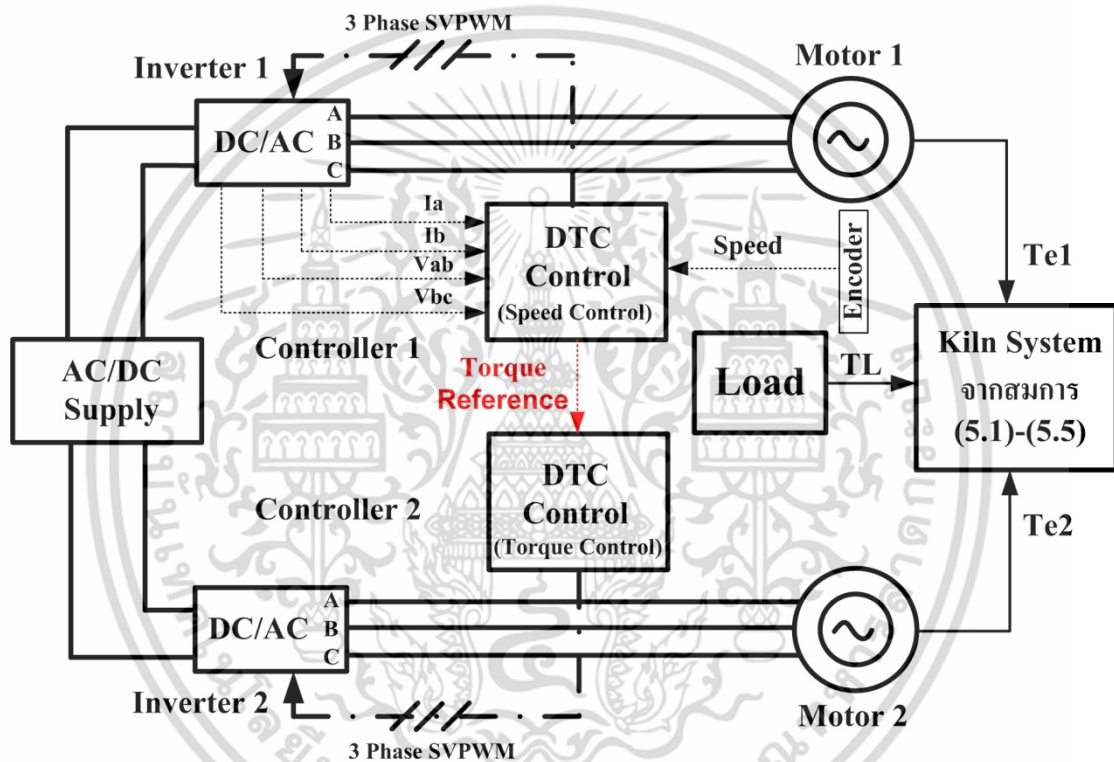 3 Phase SVPWM
Inverter 1
Motor 1
DC/AC
A
B
C
Ia
Ib
Vab
Vbc
DTC
Control
(Speed Control)
Speed
Encoder
Te1
Controller 1
AC/DC
Supply
Torque
Reference
Load
TL
Kiln System
จากสมการ
(5.1)-(5.5)
Controller 2
DTC
Control
(Torque Control)
Te2
DC/AC
A
B
C
Inverter 2
Motor 2
3 Phase SVPWM